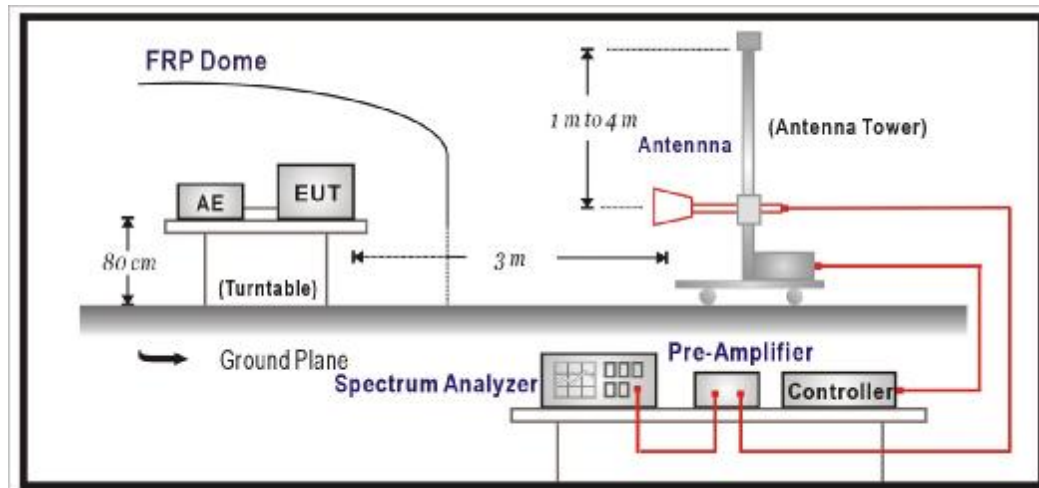 FRP Dome
1 m to 4 m
(Antenna Tower)
Antennna
AE
EUT
80 cm
3 m
(Turntable)
Ground Plane
Pre-Amplifier
Spectrum Analyzer
Controller